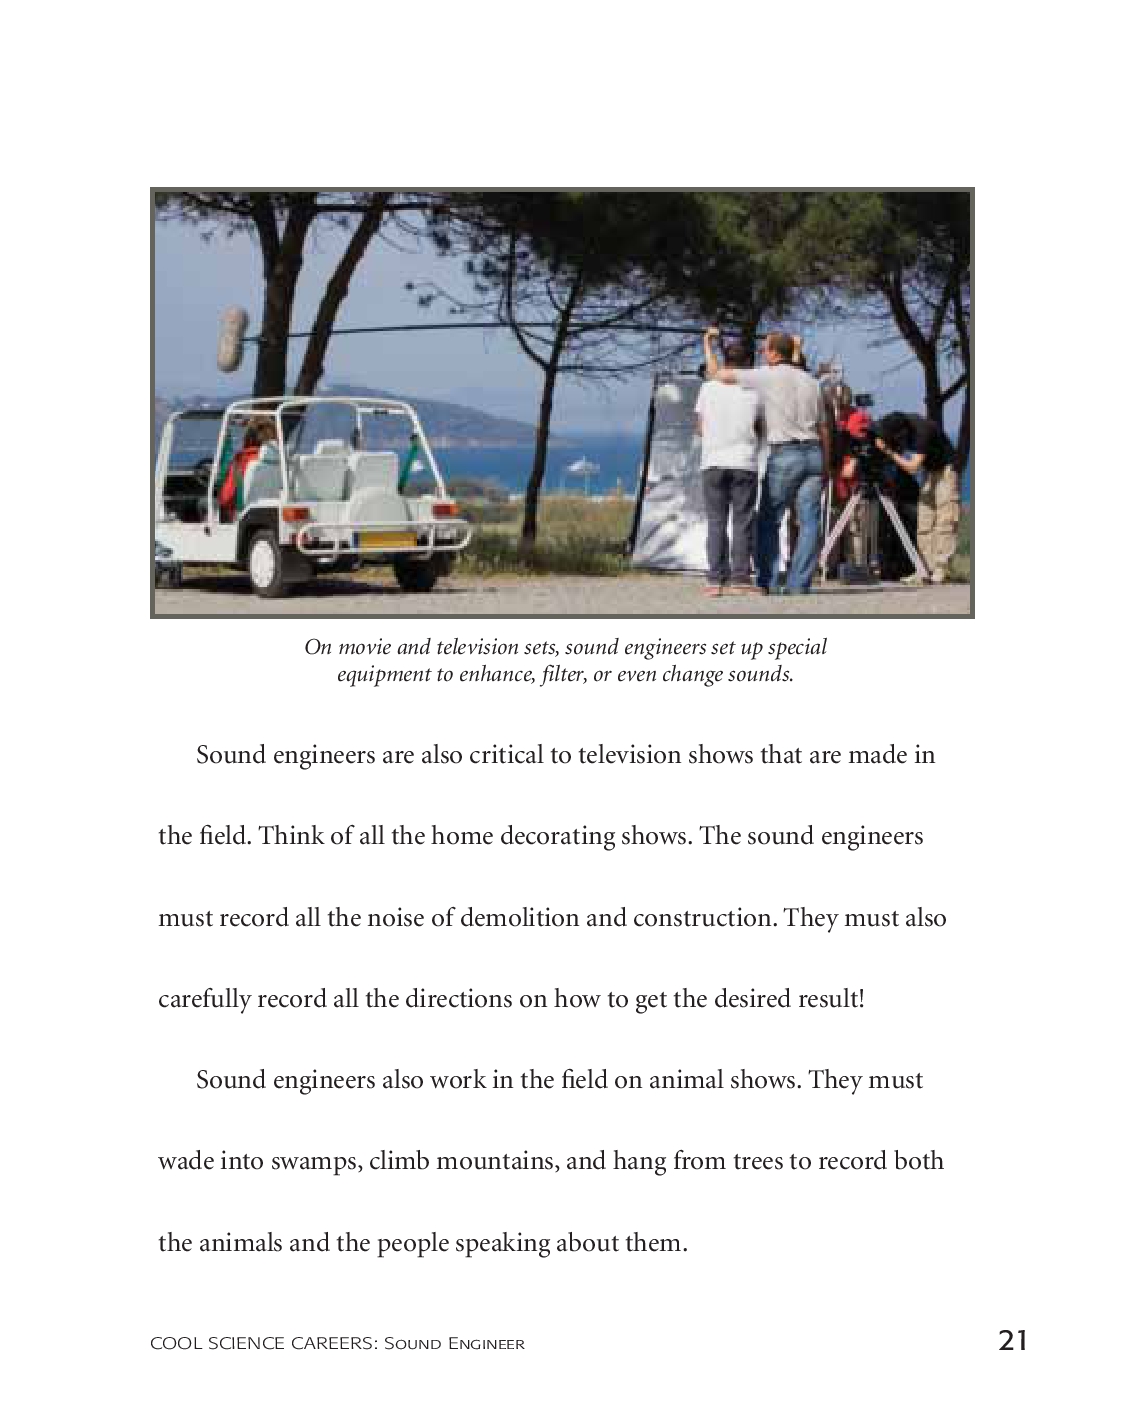 On movie and television sets, sound engineers set up special
equipment to enhance, filter, or even change sounds.
Sound engineers are also critical to television shows that are made in
the field. Think of all the home decorating shows. The sound engineers
must record all the noise of demolition and construction. They must also
carefully record all the directions on how to get the desired result!
Sound engineers also work in the field on animal shows. They must
wade into swamps, climb mountains, and hang from trees to record both
the animals and the people speaking about them.
COOL SCIENCE CAREERS: Sound Engineer 21